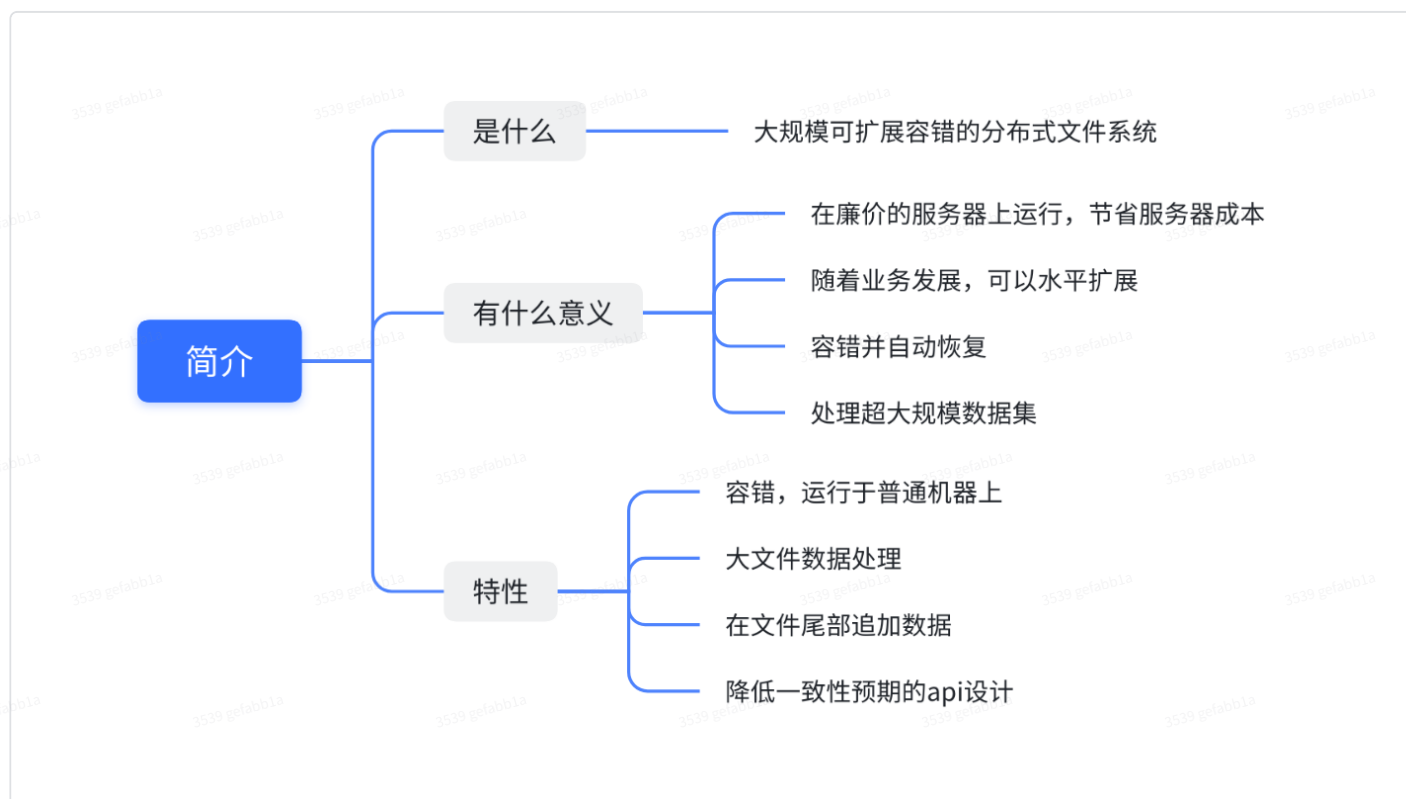 简介
是什么
大规模可扩展容错的分布式文件系统
有什么意义
在廉价的服务器上运行，节省服务器成本
随着业务发展，可以水平扩展
容错并自动恢复
处理超大规模数据集
特性
容错，运行于普通机器上
大文件数据处理
在文件尾部追加数据
降低一致性预期的api设计
3539 gefabb1a